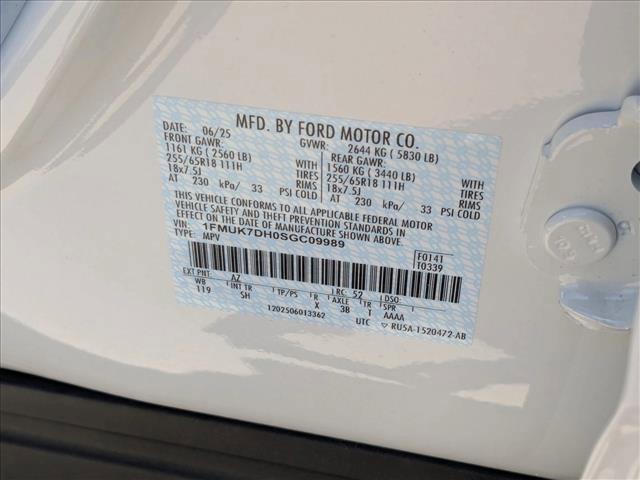 MFD. BY FORD MOTOR CO.
DATE: 06/25 GVWR: 2644 KG ( 5830 LB)
FRONT GAWR: REAR GAWR:
1161 KG ( 2560 LB) 1560 KG ( 3440 LB)
255/65R18 111H TIRES 255/65R18 111H TIRES
18x7.5J RIMS 18x7.5J RIMS
AT 230 kPa/ 33 PSI COLD AT 230 kPa/ 33 PSI COLD
THIS VEHICLE CONFORMS TO ALL APPLICABLE FEDERAL MOTOR
VEHICLE SAFETY AND THEFT PREVENTION STANDARDS IN
EFFECT ON THE DATE OF MANUFACTURE SHOWN ABOVE.
VIN: 1FMUK7DH0SGC09989
TYPE: MPV
F0141
T0339
EXT PNT: AZ RC: 52 DSO:
WB INT TR TP/PS R AXLE TR SPR
119 SH X 3B T AAAA
UTC ▽ RU5A-1520472-AB
1202506013362